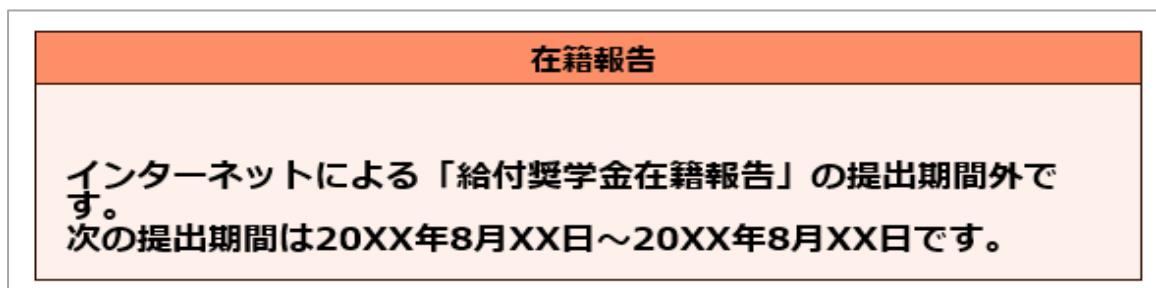 在籍報告
インターネットによる「給付奨学金在籍報告」の提出期間外で
す。
次の提出期間は20XX年8月XX日～20XX年8月XX日です。